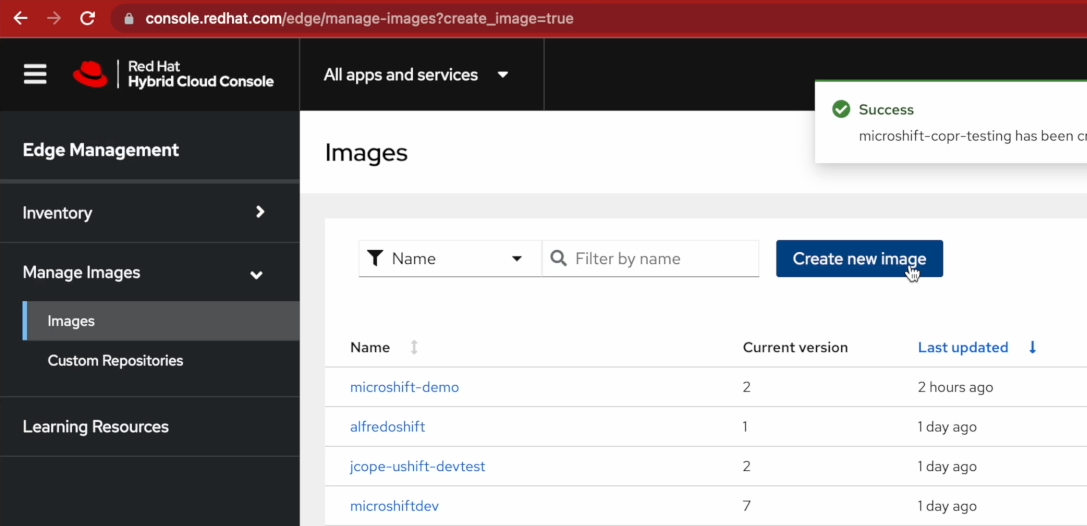 console.redhat.com/edge/manage-images?create_image=true
Red Hat
Hybrid Cloud Console
All apps and services
Success
microshift-copr-testing has been
Edge Management
Images
Inventory
Name
Filter by name
Create new image
Manage Images
Images
Custom Repositories
Learning Resources
Name
Current version
Last updated
microshift-demo
2
2 hours ago
alfredoshift
1
1 day ago
jcope-ushift-devtest
2
1 day ago
microshiftdev
7
1 day ago